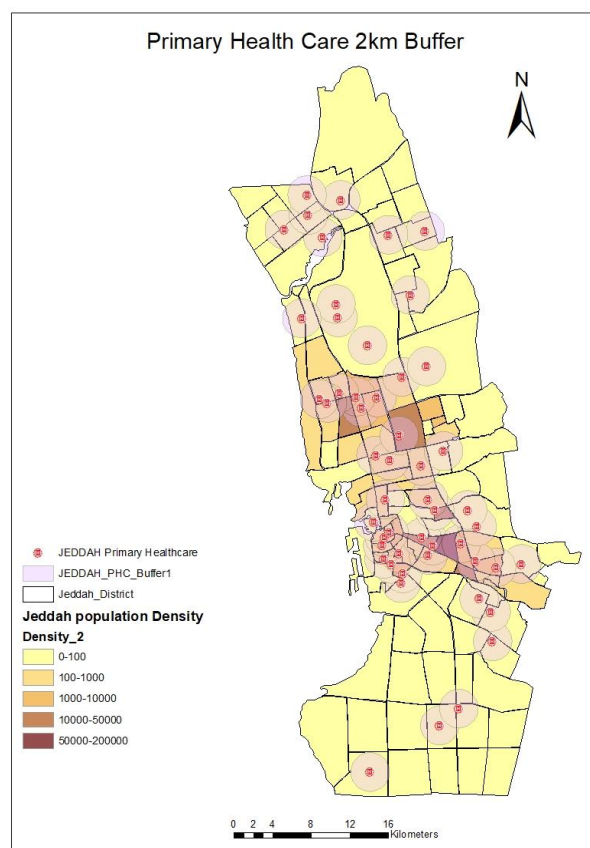 Primary Health Care 2km Buffer
N
JEDDAH Primary Healthcare
JEDDAH_PHC_Buffer1
Jeddah_District
Jeddah population Density
Density_2
0-100
100-1000
1000-10000
10000-50000
50000-200000
0 2 4 8 12 16
Kilometers